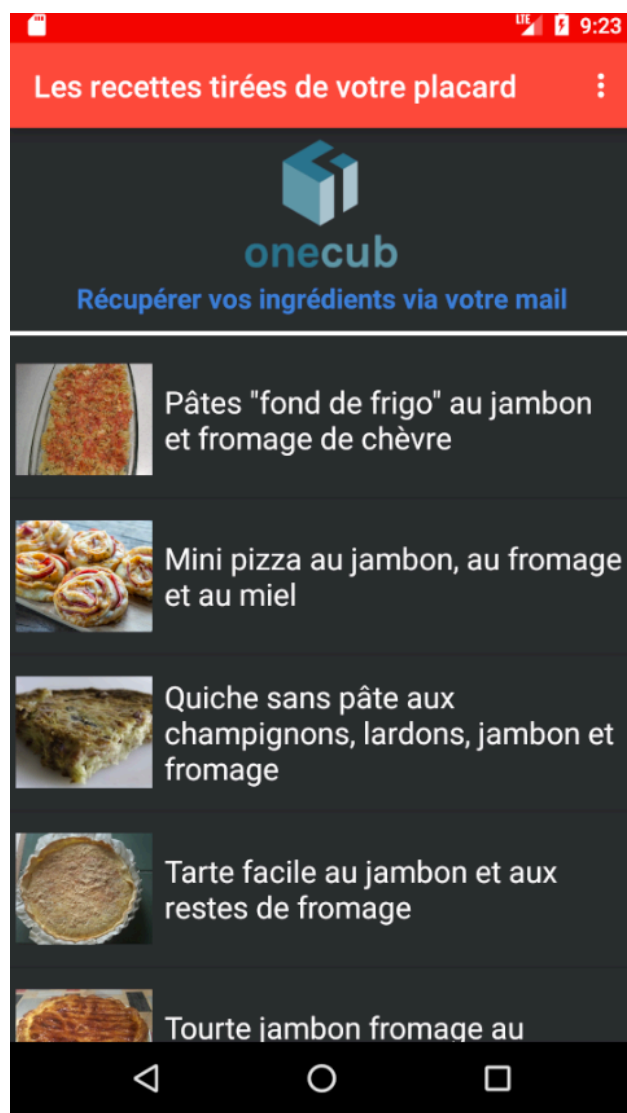 LTE 9:23
Les recettes tirées de votre placard
onecub
Récupérer vos ingrédients via votre mail
Pâtes "fond de frigo" au jambon
et fromage de chèvre
Mini pizza au jambon, au fromage
et au miel
Quiche sans pâte aux
champignons, lardons, jambon et
fromage
Tarte facile au jambon et aux
restes de fromage
Tourte jambon fromage au